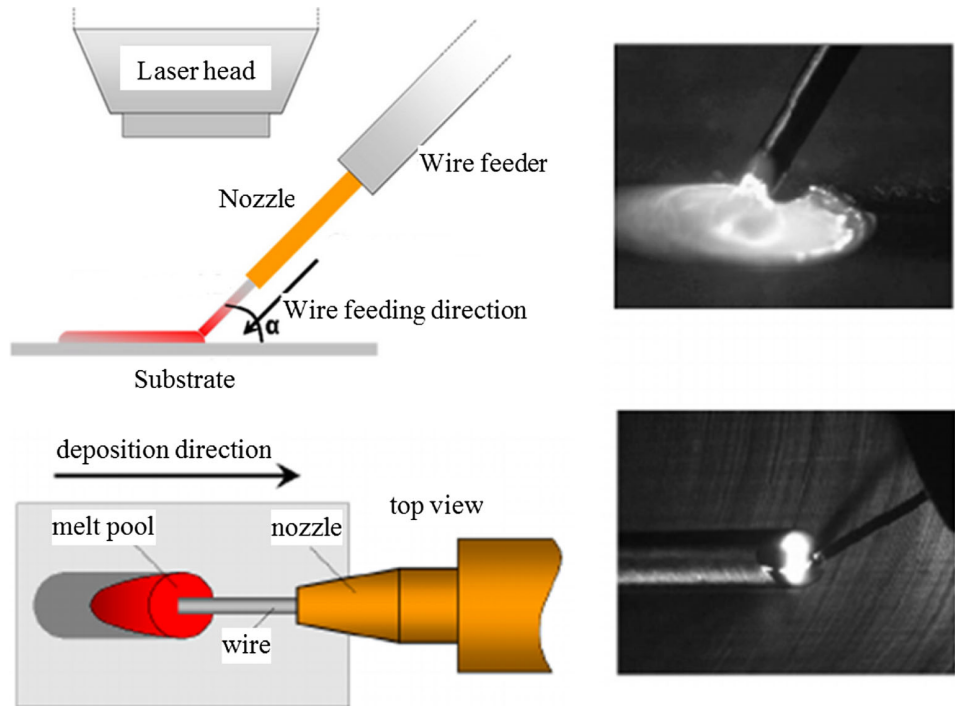 Laser head
Wire feeder
Nozzle
Wire feeding direction
α
Substrate
deposition direction
melt pool
nozzle
top view
wire